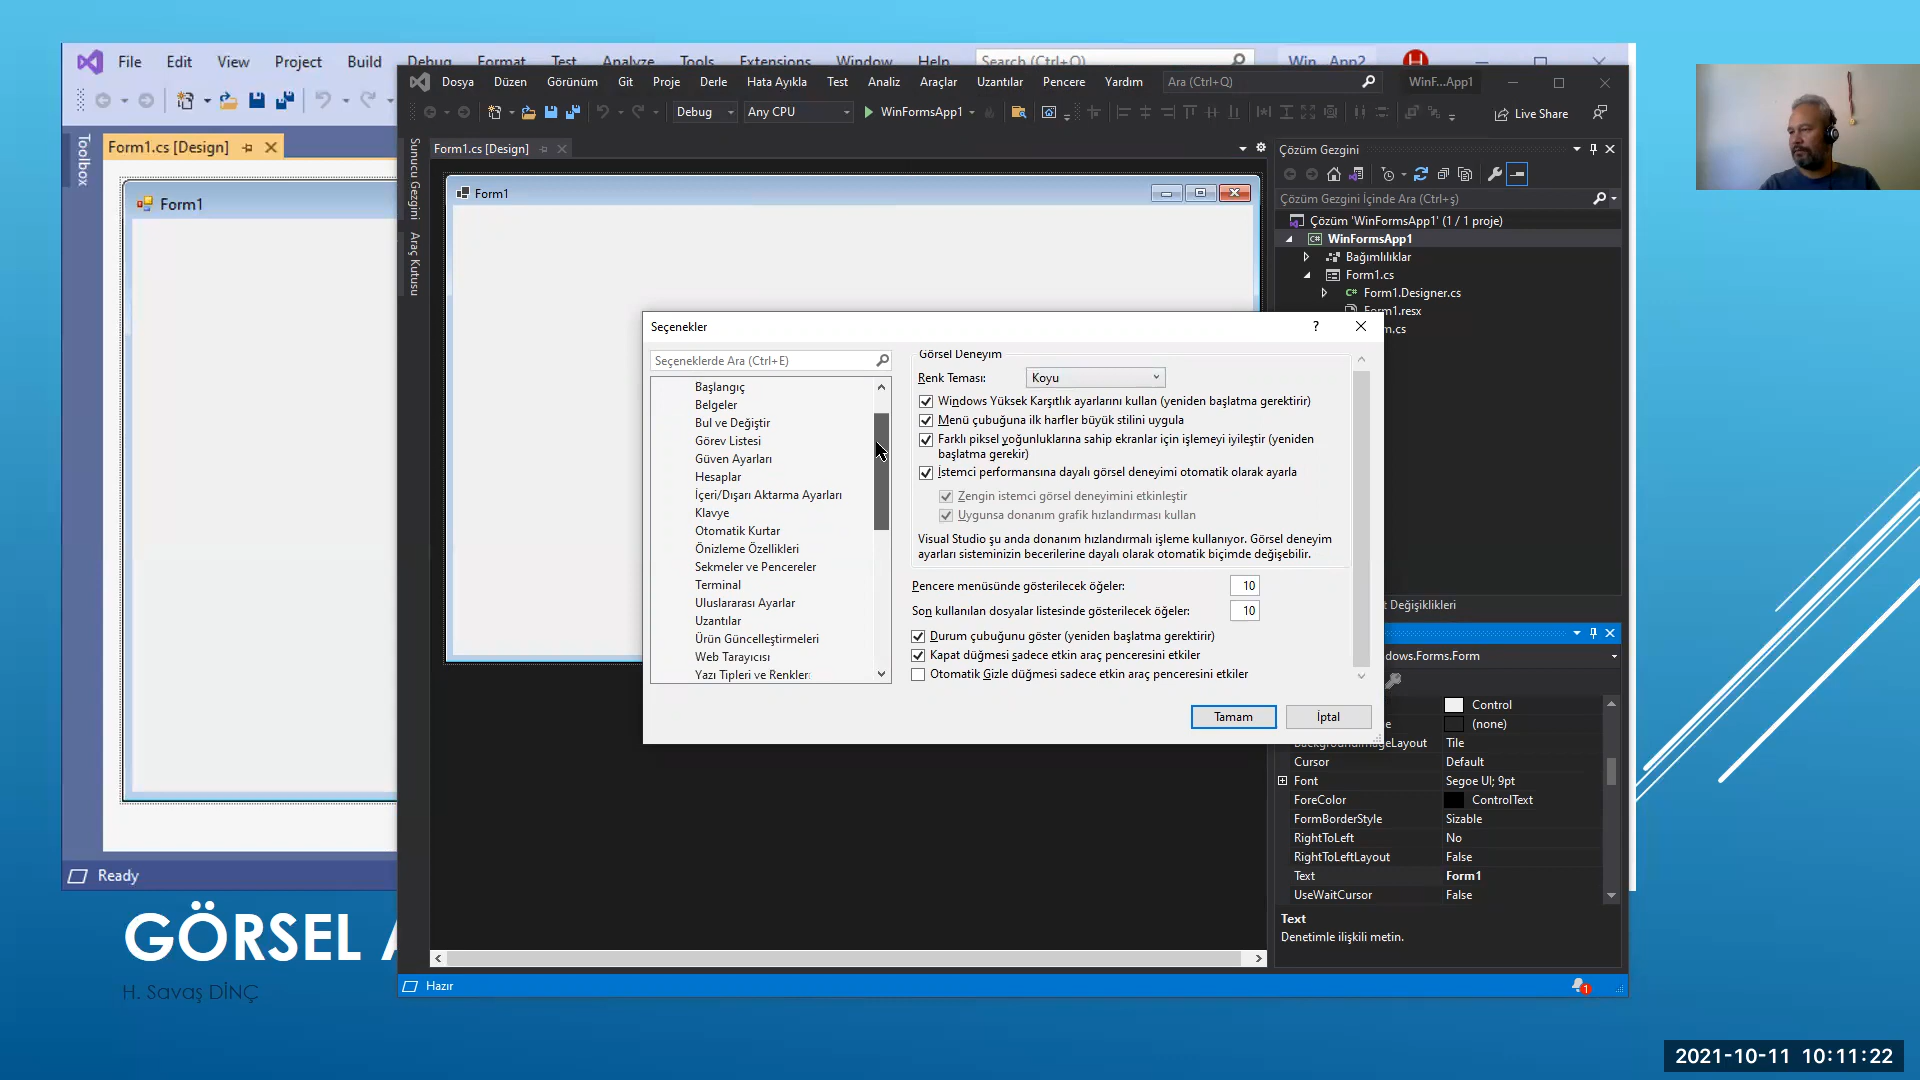 File Edit View Project Build Debug Format Test Analyze Tools Extensions Window Help Search (Ctrl+Q) Win...App2
Toolbox
Form1.cs [Design]
Form1
Ready
GÖRSEL
H. Savaş DİNÇ
Dosya Düzen Görünüm Git Proje Derle Hata Ayıkla Test Analiz Araçlar Uzantılar Pencere Yardım Ara (Ctrl+Q) WinF...App1
Debug Any CPU WinFormsApp1 Live Share
Sunucu Gezgini
Araç Kutusu
Form1.cs [Design]
Form1
Seçenekler
Seçeneklerde Ara (Ctrl+E)
Başlangıç
Belgeler
Bul ve Değiştir
Görev Listesi
Güven Ayarları
Hesaplar
İçeri/Dışarı Aktarma Ayarları
Klavye
Otomatik Kurtar
Önizleme Özellikleri
Sekmeler ve Pencereler
Terminal
Uluslararası Ayarlar
Uzantılar
Ürün Güncelleştirmeleri
Web Tarayıcısı
Yazı Tipleri ve Renkler
Görsel Deneyim
Renk Teması: Koyu
Windows Yüksek Karşıtlık ayarlarını kullan (yeniden başlatma gerektirir)
Menü çubuğuna ilk harfler büyük stilini uygula
Farklı piksel yoğunluklarına sahip ekranlar için işlemeyi iyileştir (yeniden
başlatma gerekir)
İstemci performansına dayalı görsel deneyimi otomatik olarak ayarla
Zengin istemci görsel deneyimini etkinleştir
Uygunsa donanım grafik hızlandırması kullan
Visual Studio şu anda donanım hızlandırmalı işleme kullanıyor. Görsel deneyim
ayarları sisteminizin becerilerine dayalı olarak otomatik biçimde değişebilir.
Pencere menüsünde gösterilecek öğeler: 10
Son kullanılan dosyalar listesinde gösterilecek öğeler: 10
Durum çubuğunu göster (yeniden başlatma gerektirir)
Kapat düğmesi sadece etkin araç penceresini etkiler
Otomatik Gizle düğmesi sadece etkin araç penceresini etkiler
Tamam İptal
Çözüm Gezgini
Çözüm Gezgini İçinde Ara (Ctrl+ş)
Çözüm 'WinFormsApp1' (1 / 1 proje)
WinFormsApp1
Bağımlılıklar
Form1.cs
Form1.Designer.cs
Form1.resx
m.cs
t Değişiklikleri
dows.Forms.Form
Control
e (none)
BackgroundImageLayout Tile
Cursor Default
Font Segoe UI; 9pt
ForeColor ControlText
FormBorderStyle Sizable
RightToLeft No
RightToLeftLayout False
Text Form1
UseWaitCursor False
Text
Denetimle ilişkili metin.
Hazır
1
2021-10-11 10:11:22